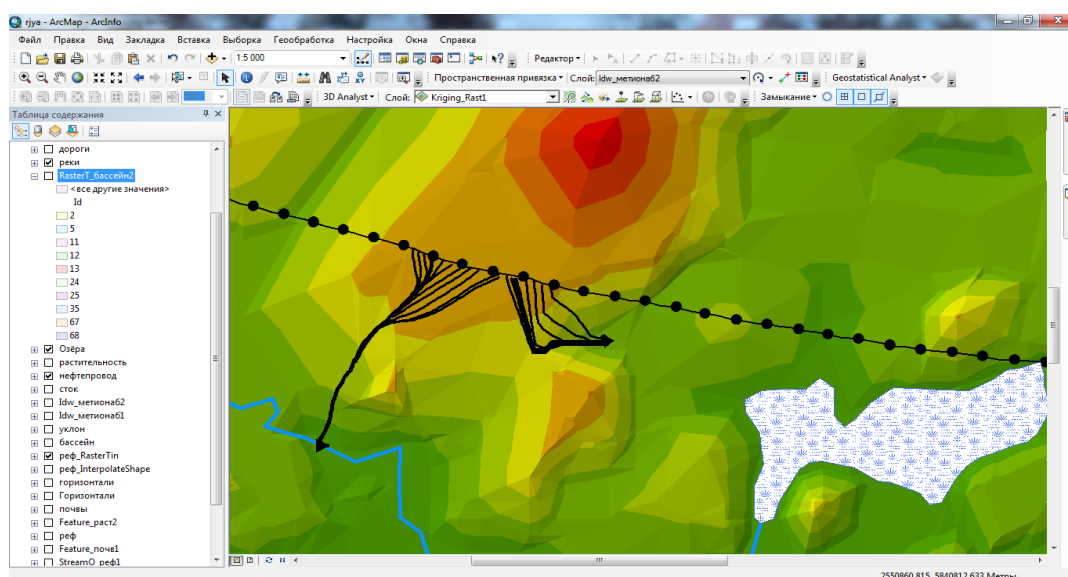 rjya - ArcMap - ArcInfo
Файл Правка Вид Закладка Вставка Выборка Геообработка Настройка Окна Справка
1:5 000 Редактор
Пространственная привязка Слой: Idw_метиона62 Geostatistical Analyst
100% 3D Analyst Слой: Kriging_Rast1 Замыкание
Таблица содержания
дороги
реки
RasterT_бассейн2
<все другие значения>
Id
2
5
11
12
13
24
25
35
67
68
Озёра
растительность
нефтепровод
сток
Idw_метиона62
Idw_метиона61
уклон
бассейн
реф_RasterTin
реф_InterpolateShape
горизонтали
Горизонтали
почвы
Feature_раст2
реф
Feature_почв1
StreamO_реф1
2550860,815 5840812,633 Метры